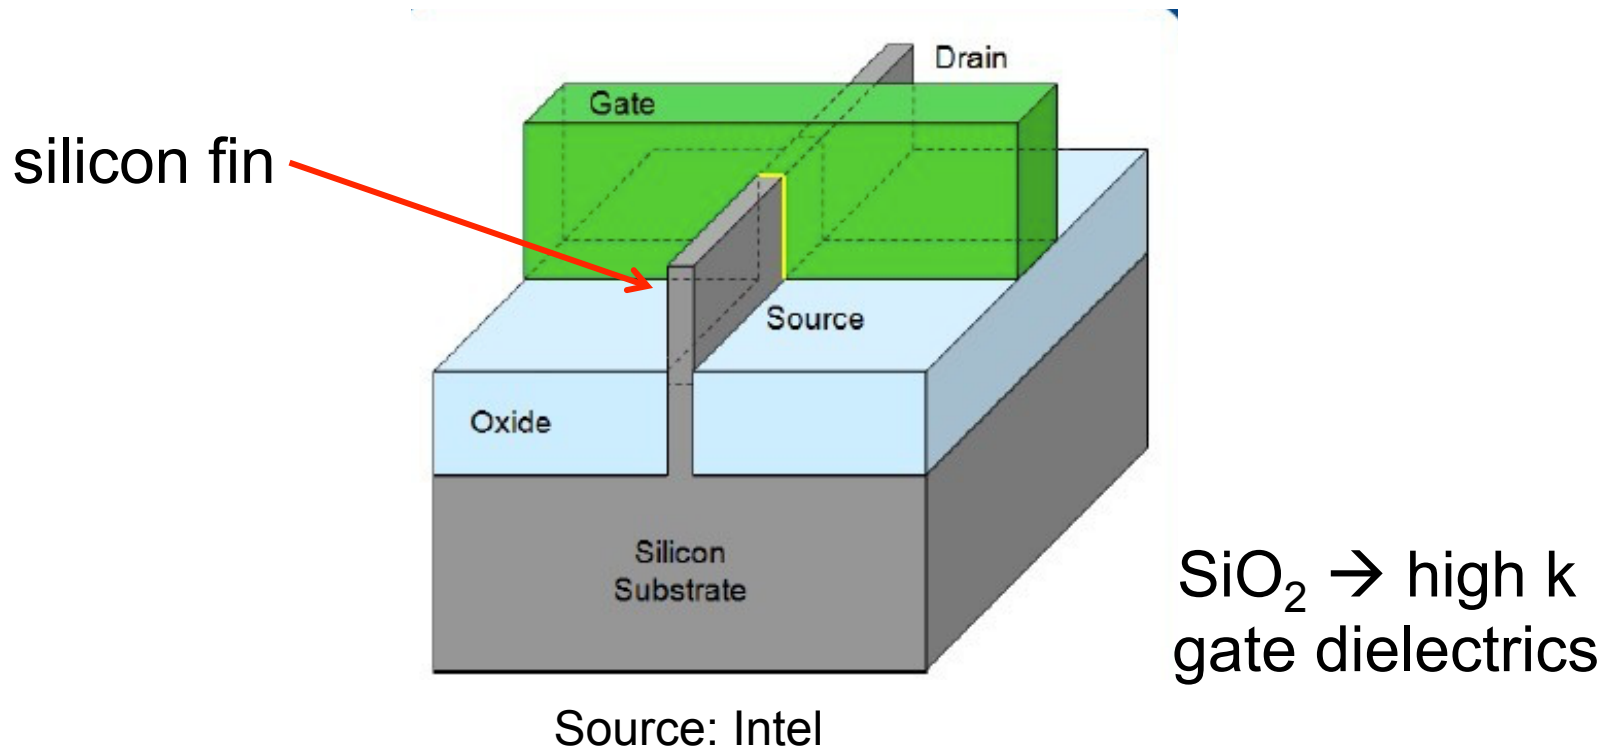 Drain
Gate
silicon fin
Source
Oxide
Silicon
Substrate
SiO₂ → high k
gate dielectrics
Source: Intel